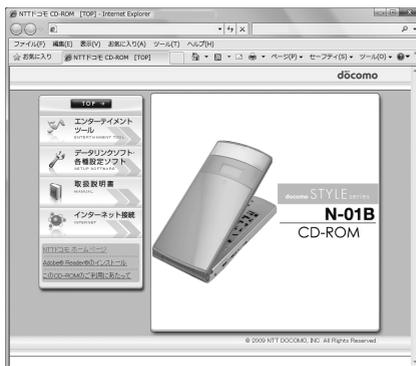 NTTドコモ CD-ROM [TOP] - Internet Explorer
ファイル(F) 編集(E) 表示(V) お気に入り(A) ツール(T) ヘルプ(H)
お気に入り NTTドコモ CD-ROM [TOP] ページ(P) セーフティ(S) ツール(O)
döcomo
TOP
エンターテイメント
ツール
ENTERTAINMENT TOOL
データリンクソフト・
各種設定ソフト
SETUP SOFTWARE
取扱説明書
MANUAL
インターネット接続
INTERNET
NTTドコモ ホームページ
Adobe® Reader®のインストール
このCD-ROMのご利用にあたって
docomo STYLE series
N-01B
CD-ROM
© 2009 NTT DOCOMO, INC. All Rights Reserved.